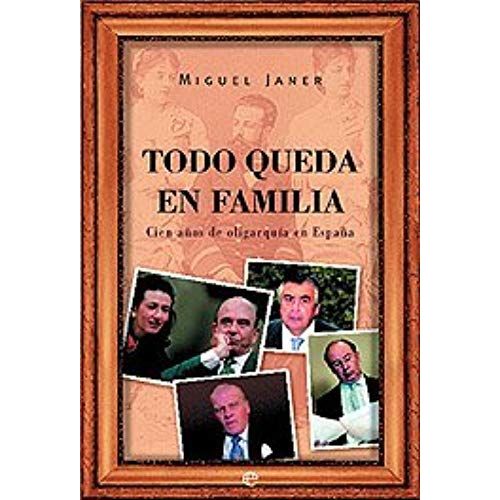 MIGUEL JANER
TODO QUEDA
EN FAMILIA
Cien años de oligarquía en España